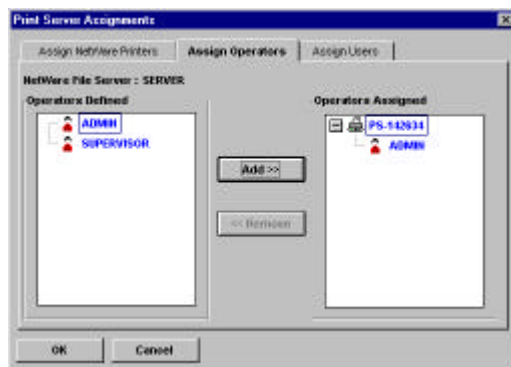 Print Server Assignments
Assign NetWare Printers
Assign Operators
Assign Users
NetWare File Server : SERVER
Operators Defined
ADMIN
SUPERVISOR
Add >>
<< Remove
Operators Assigned
PS-142634
ADMIN
OK
Cancel